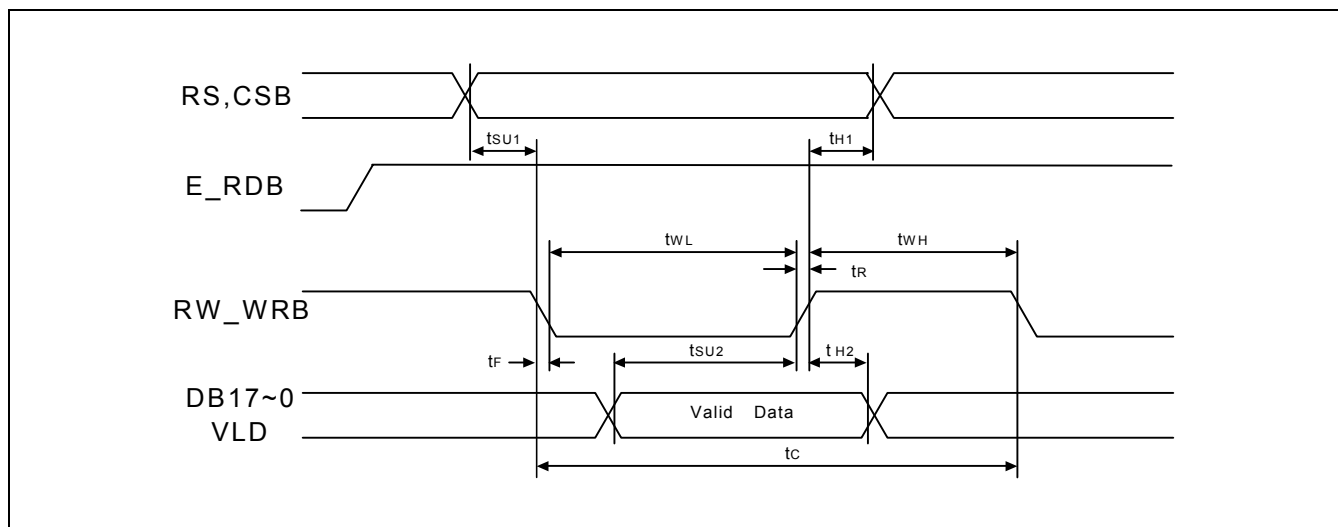 RS,CSB
tSU1
tH1
E_RDB
tWL
tWH
tR
RW_WRB
tF
tSU2
tH2
DB17~0
VLD
Valid Data
tC